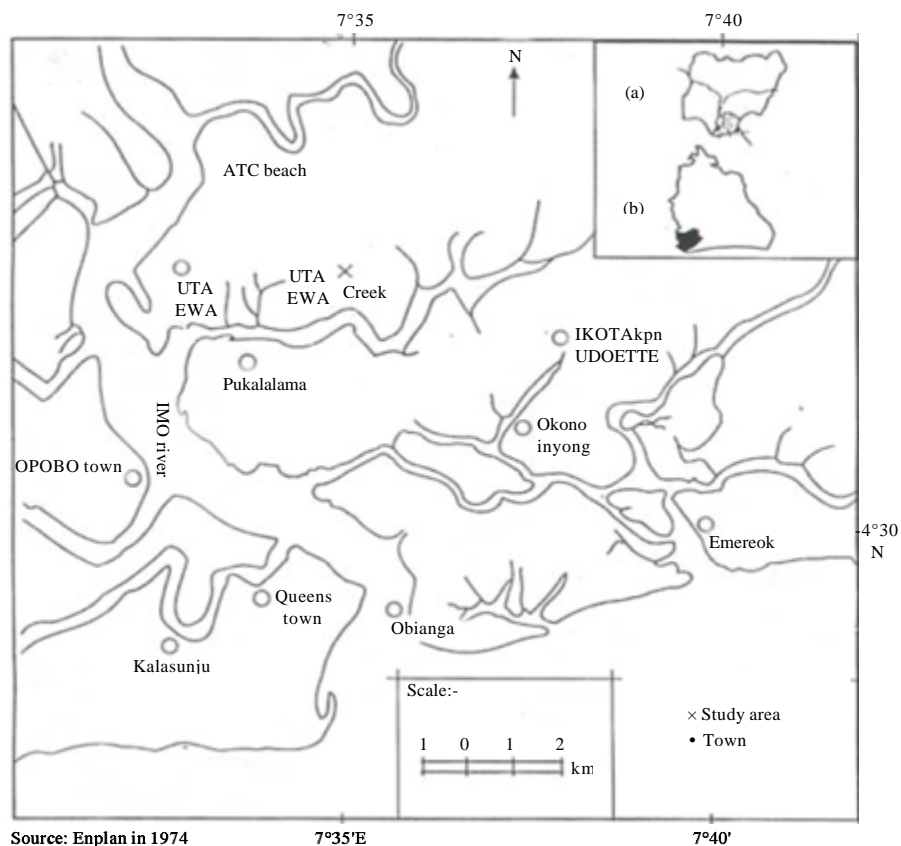 7°35
7°40
N
(a)
(b)
ATC beach
UTA
EWA
UTA
EWA
Creek
IKOTAkpn
UDOETTE
Pukalalama
IMO river
Okono
inyong
OPOBO town
4°30
N
Emereok
Queens
town
Obianga
Kalasunju
Scale:-
× Study area
• Town
1 0 1 2
km
Source: Enplan in 1974
7°35'E
7°40'